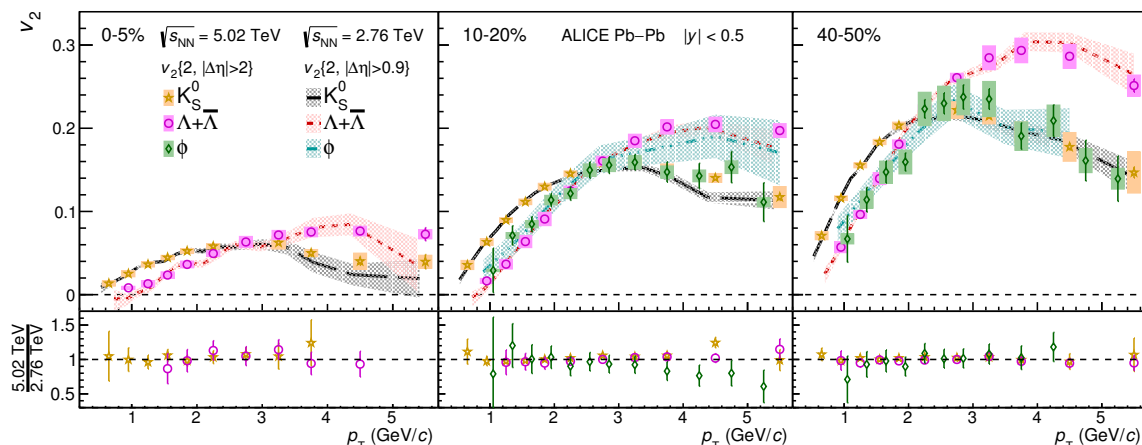 v₂
0-5% √sNN = 5.02 TeV √sNN = 2.76 TeV
v₂{2, |Δη|>2} v₂{2, |Δη|>0.9}
K⁰S K⁰S
Λ+Λ̅ Λ+Λ̅
ϕ ϕ
10-20% ALICE Pb–Pb |y| < 0.5
40-50%
0.3
0.2
0.1
0
5.02 TeV
2.76 TeV
1.5
1
0.5
1 2 3 4 5
1 2 3 4 5
1 2 3 4 5
pT (GeV/c)
pT (GeV/c)
pT (GeV/c)